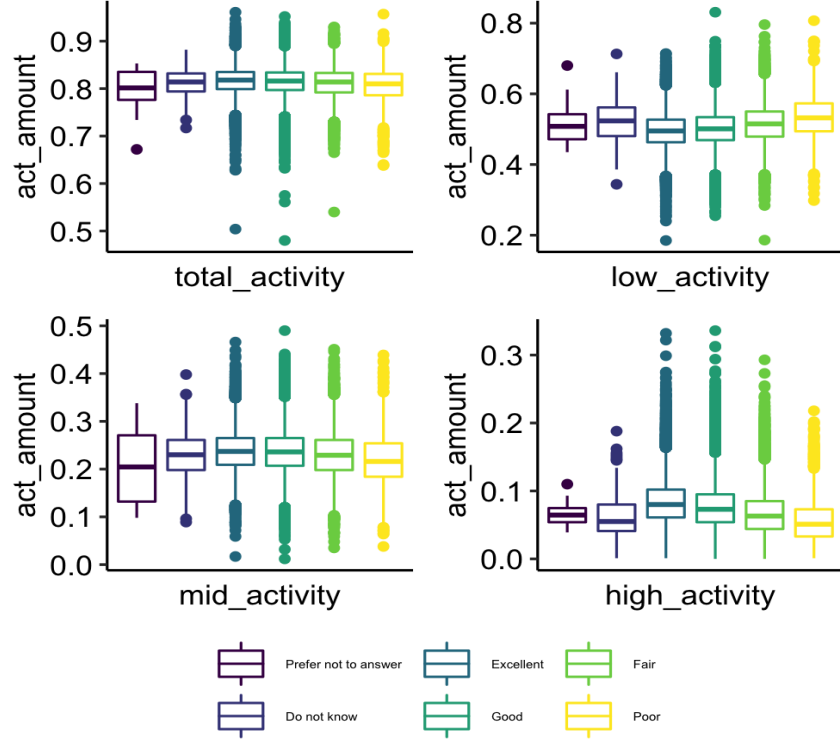 act_amount
0.9
0.8
0.7
0.6
0.5
total_activity
act_amount
0.8
0.6
0.4
0.2
low_activity
act_amount
0.5
0.4
0.3
0.2
0.1
0.0
mid_activity
act_amount
0.3
0.2
0.1
0.0
high_activity
Prefer not to answer
Excellent
Fair
Do not know
Good
Poor